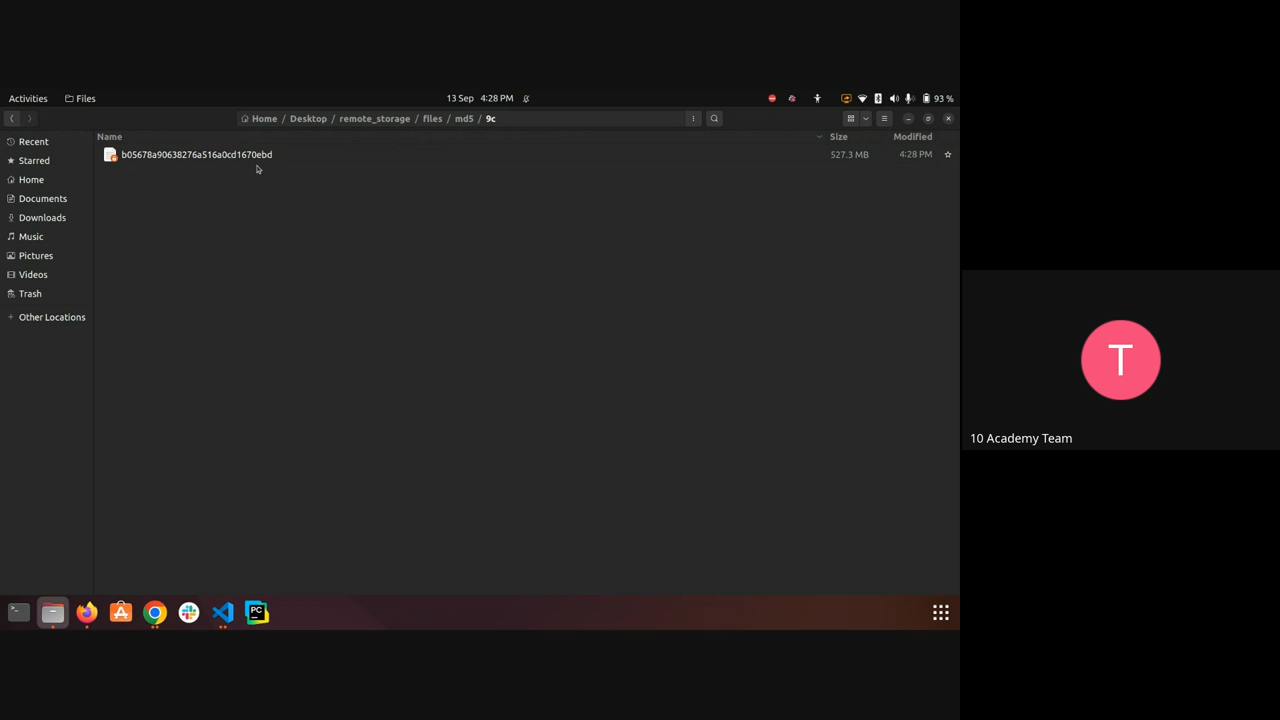 Activities Files 13 Sep 4:28 PM 93 %
Home / Desktop / remote_storage / files / md5 / 9c
Name Size Modified
b05678a90638276a516a0cd1670ebd 527.3 MB 4:28 PM
Recent
Starred
Home
Documents
Downloads
Music
Pictures
Videos
Trash
+ Other Locations
T
10 Academy Team
PC